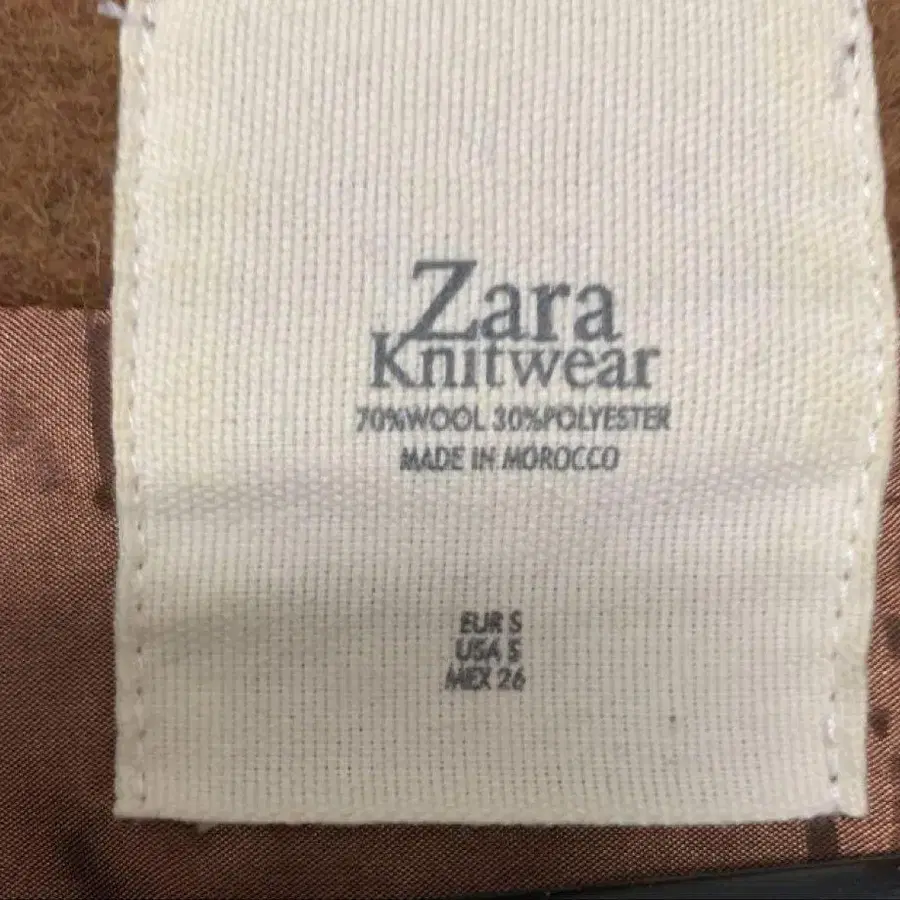 Zara
Knitwear
70%WOOL 30%POLYESTER
MADE IN MOROCCO
EUR S
USA S
MEX 26